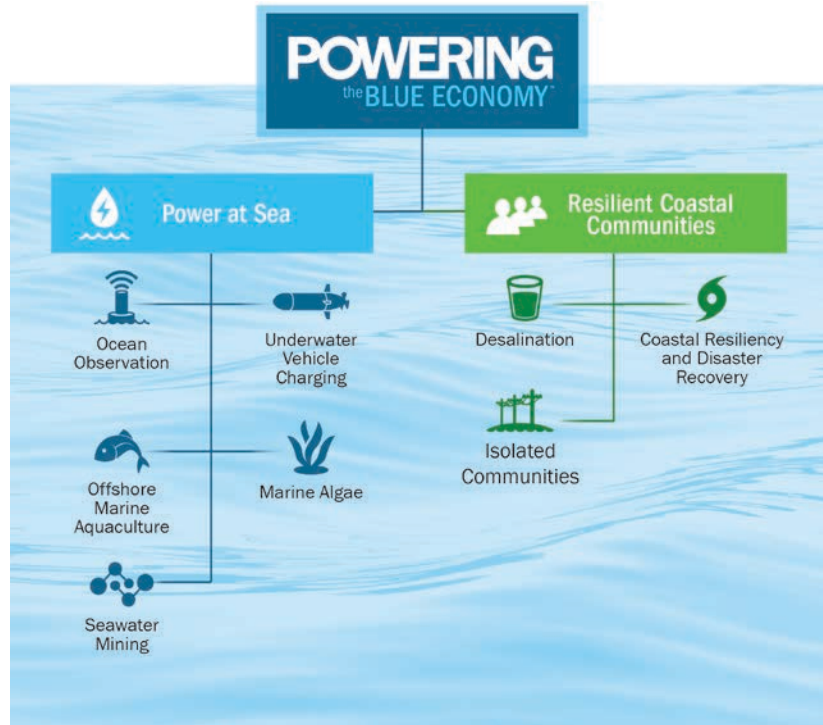 POWERING
the BLUE ECONOMY™
Power at Sea
Ocean
Observation
Underwater
Vehicle
Charging
Offshore
Marine
Aquaculture
Marine Algae
Seawater
Mining
Resilient Coastal
Communities
Desalination
Coastal Resiliency
and Disaster
Recovery
Isolated
Communities